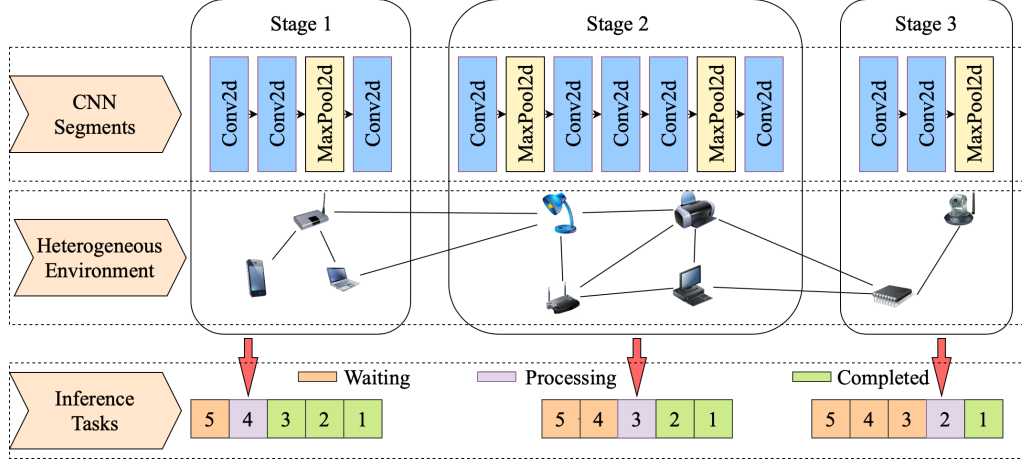 Stage 1
Stage 2
Stage 3
CNN
Segments
Conv2d
Conv2d
MaxPool2d
Conv2d
Conv2d
MaxPool2d
Conv2d
Conv2d
Conv2d
MaxPool2d
Conv2d
Conv2d
Conv2d
MaxPool2d
Heterogeneous
Environment
Waiting
Processing
Completed
Inference
Tasks
5 4 3 2 1
5 4 3 2 1
5 4 3 2 1